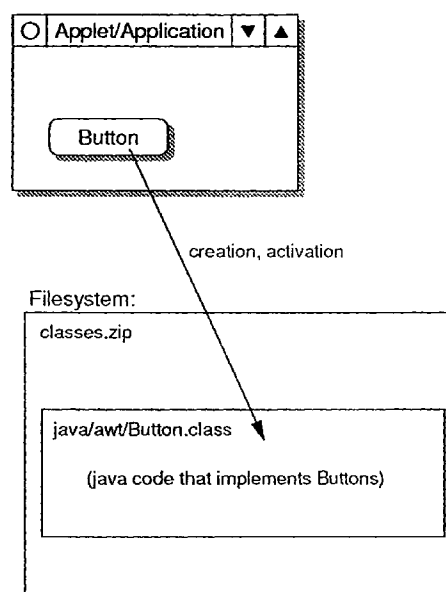 Applet/Application
Button
creation, activation
Filesystem:
classes.zip
java/awt/Button.class
(java code that implements Buttons)